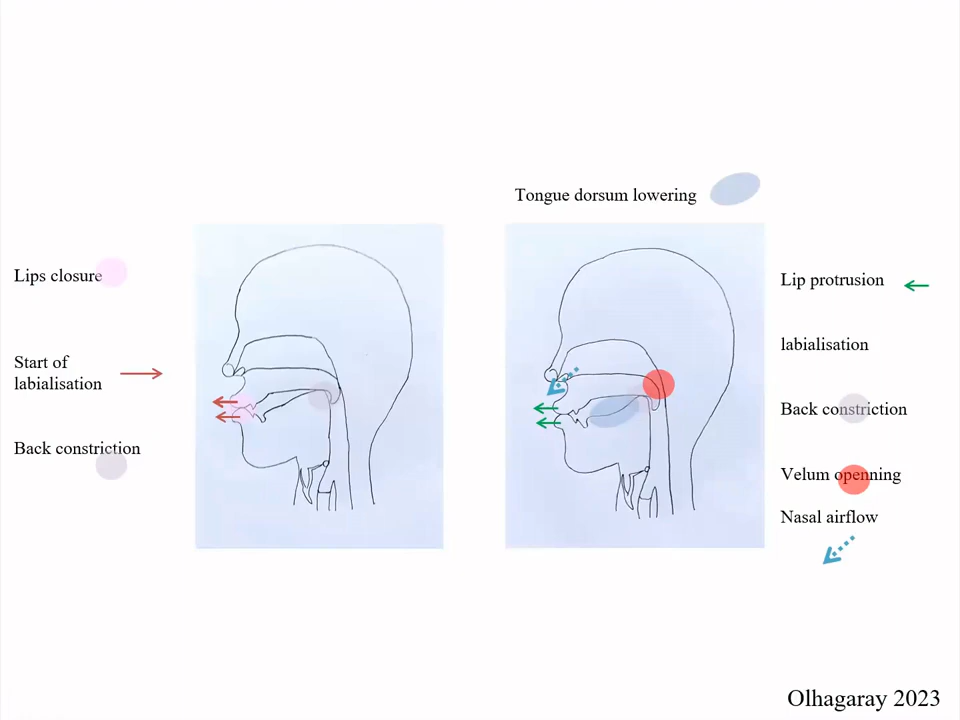 Tongue dorsum lowering
Lips closure
Start of
labialisation
Back constriction
Lip protrusion
labialisation
Back constriction
Velum openning
Nasal airflow
Olhagaray 2023